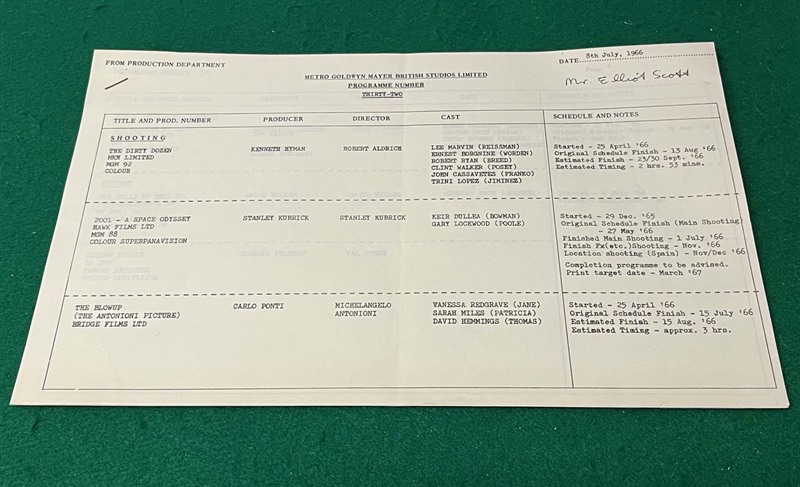 FROM PRODUCTION DEPARTMENT
DATE 8th July, 1966
Mr. Elliot Scott
METRO GOLDWYN MAYER BRITISH STUDIOS LIMITED
PROGRAMME NUMBER
THIRTY-TWO
TITLE AND PROD. NUMBER PRODUCER DIRECTOR CAST SCHEDULE AND NOTES
SHOOTING
THE DIRTY DOZEN
MKH LIMITED
MGM 92
COLOUR
KENNETH HYMAN
ROBERT ALDRICH
LEE MARVIN (REISSMAN)
ERNEST BORGNINE (WORDEN)
ROBERT RYAN (BREED)
CLINT WALKER (POSEY)
JOHN CASSAVETES (FRANKO)
TRINI LOPEZ (JIMINEZ)
Started - 25 April '66
Original Schedule Finish - 13 Aug '66
Estimated Finish - 23/30 Sept. '66
Estimated Timing - 2 hrs. 53 mins.
2001 - A SPACE ODYSSEY
HAWK FILMS LTD
MGM 88
COLOUR SUPERPANAVISION
STANLEY KUBRICK
STANLEY KUBRICK
KEIR DULLEA (BOWMAN)
GARY LOCKWOOD (POOLE)
Started - 29 Dec. '65
Original Schedule Finish (Main Shooting)
- 27 May '66
Finished Main Shooting - 1 July '66
Finish Fx(etc.)Shooting - Nov. '66
Location shooting (Spain) - Nov/Dec '66
Completion programme to be advised.
Print target date - March '67
THE BLOWUP
(THE ANTONIONI PICTURE)
BRIDGE FILMS LTD
CARLO PONTI
MICHELANGELO
ANTONIONI
VANESSA REDGRAVE (JANE)
SARAH MILES (PATRICIA)
DAVID HEMMINGS (THOMAS)
Started - 25 April '66
Original Schedule Finish - 15 July '66
Estimated Finish - 15 Aug. '66
Estimated Timing - approx. 3 hrs.